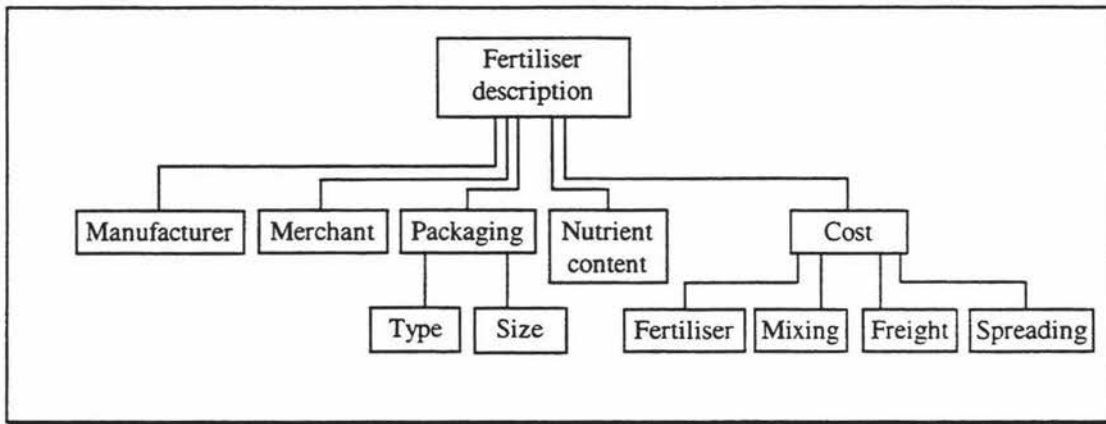 Fertiliser
description
Manufacturer
Merchant
Packaging
Nutrient
content
Cost
Type
Size
Fertiliser
Mixing
Freight
Spreading